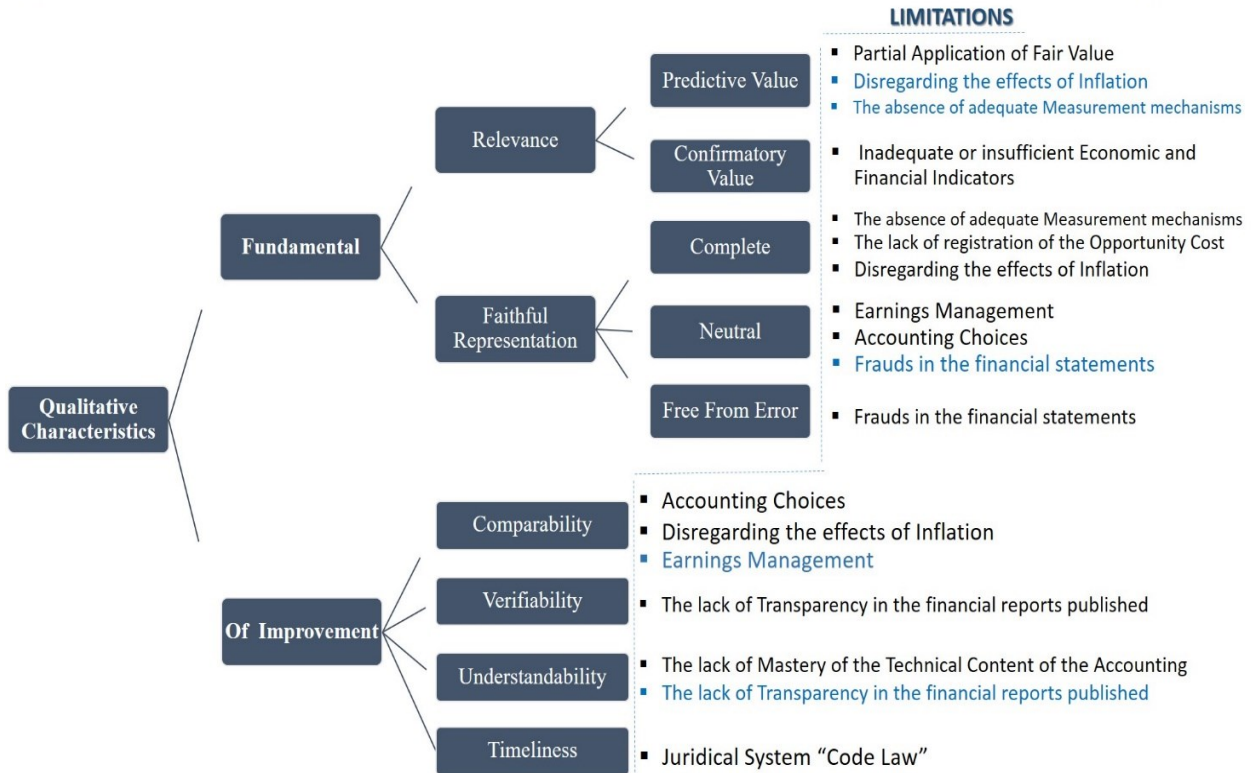 LIMITATIONS
Predictive Value
▪ Partial Application of Fair Value
▪ Disregarding the effects of Inflation
▪ The absence of adequate Measurement mechanisms
Relevance
Confirmatory
Value
▪ Inadequate or insufficient Economic and
Financial Indicators
Fundamental
Complete
▪ The absence of adequate Measurement mechanisms
▪ The lack of registration of the Opportunity Cost
▪ Disregarding the effects of Inflation
Faithful
Representation
Neutral
▪ Earnings Management
▪ Accounting Choices
▪ Frauds in the financial statements
Free From Error
▪ Frauds in the financial statements
Qualitative
Characteristics
Comparability
▪ Accounting Choices
▪ Disregarding the effects of Inflation
▪ Earnings Management
Verifiability
▪ The lack of Transparency in the financial reports published
Of Improvement
Understandability
▪ The lack of Mastery of the Technical Content of the Accounting
▪ The lack of Transparency in the financial reports published
Timeliness
▪ Juridical System “Code Law”